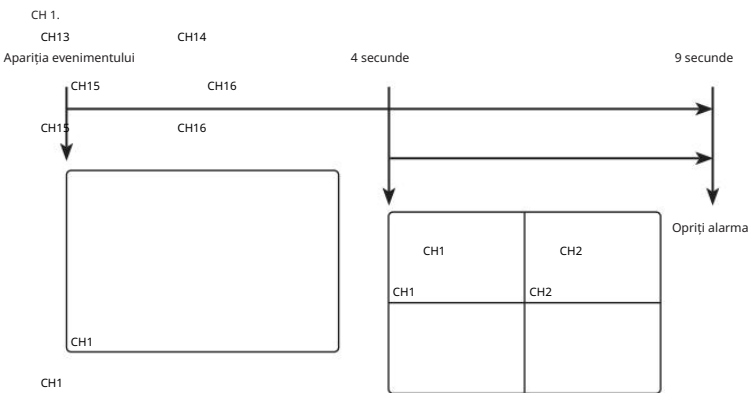 CH 1.
CH13 CH14
Apariția evenimentului 4 secunde 9 secunde
CH15 CH16
CH15 CH16
Opriți alarma
CH1 CH2
CH1 CH2
CH1
CH1